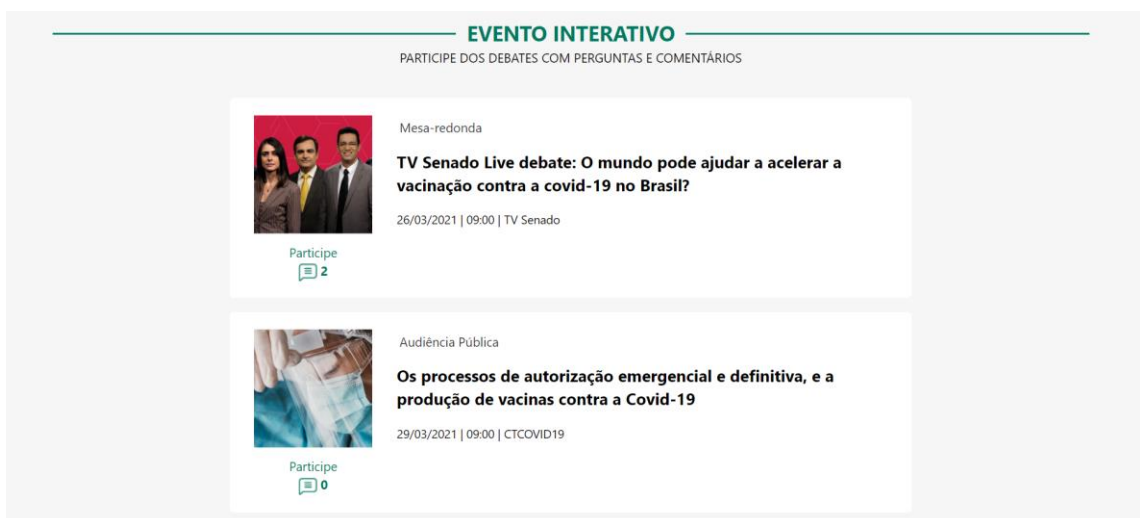 EVENTO INTERATIVO
PARTICIPE DOS DEBATES COM PERGUNTAS E COMENTÁRIOS
Mesa-redonda
TV Senado Live debate: O mundo pode ajudar a acelerar a
vacinação contra a covid-19 no Brasil?
26/03/2021 | 09:00 | TV Senado
Participe
2
Audiência Pública
Os processos de autorização emergencial e definitiva, e a
produção de vacinas contra a Covid-19
29/03/2021 | 09:00 | CTCOVID19
Participe
0